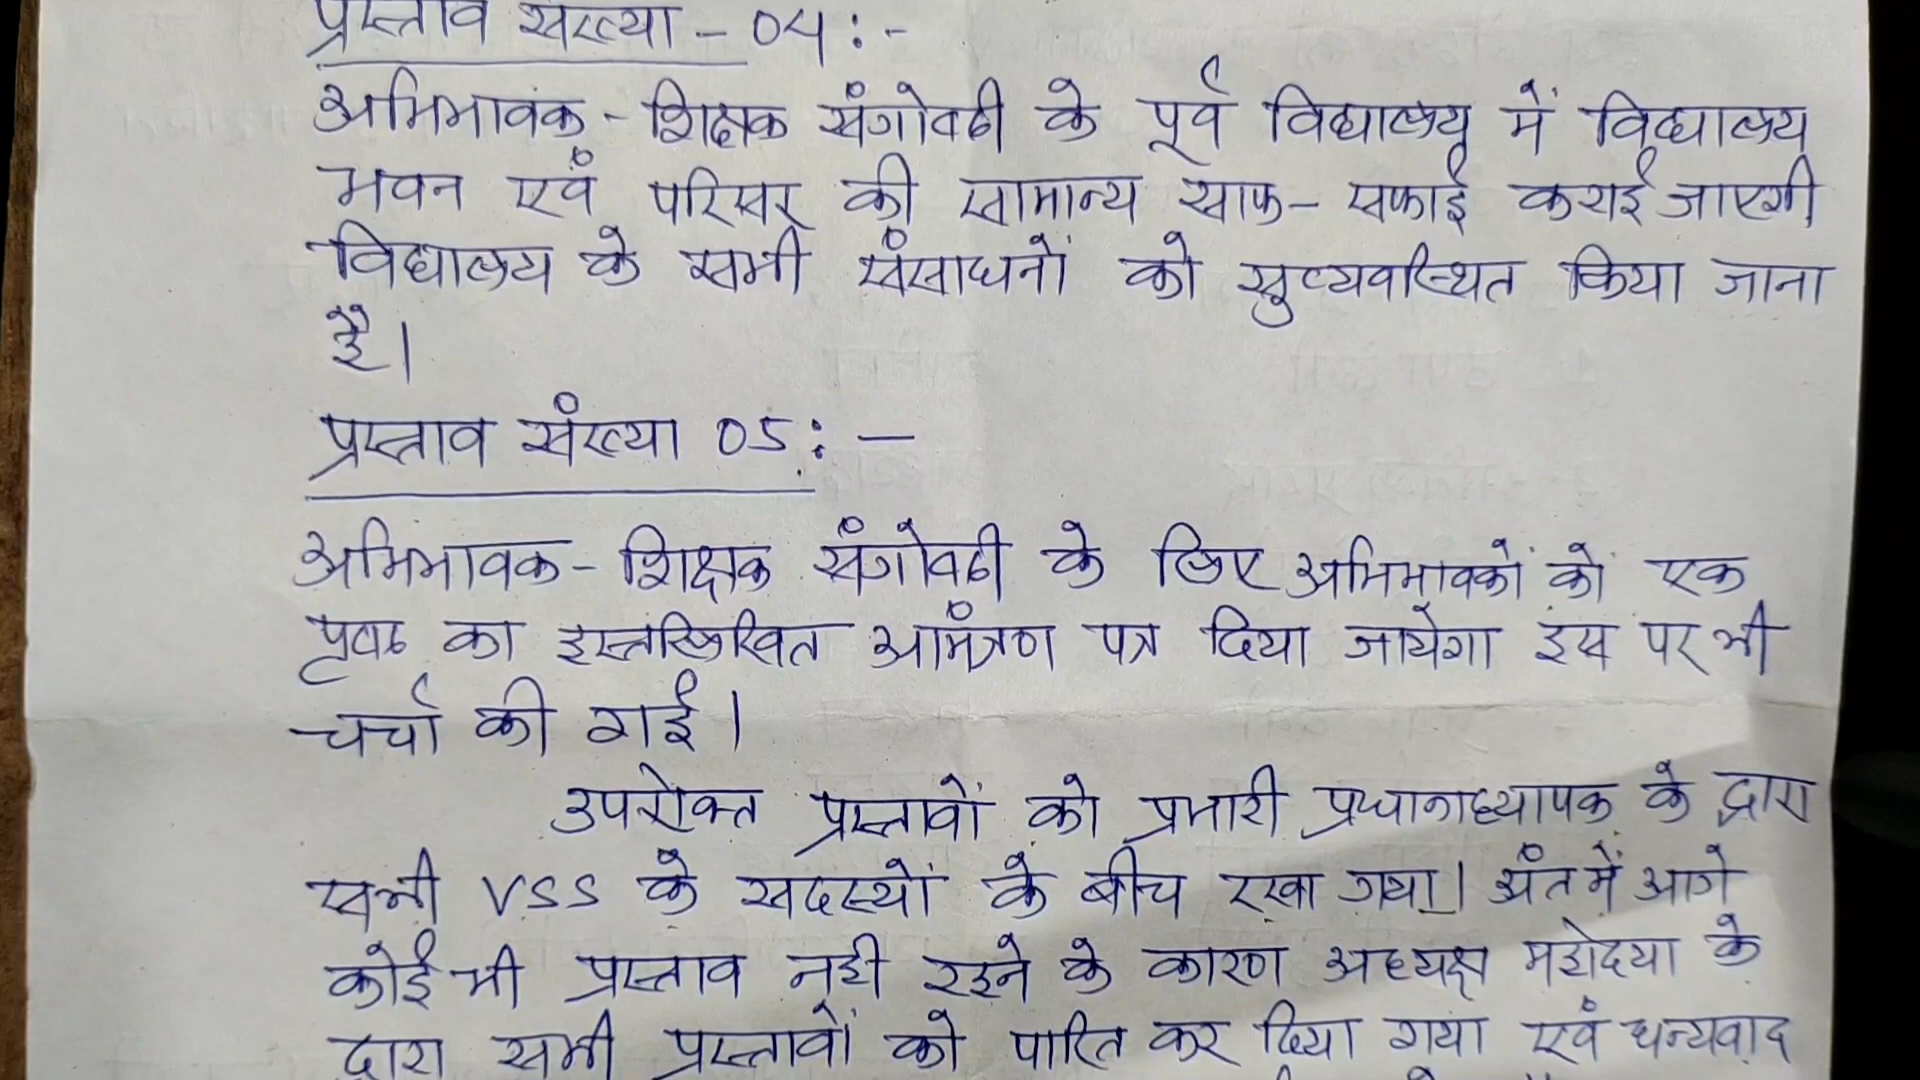 प्रस्ताव संख्या - 04 : -
अभिभावक - शिक्षक संगोष्ठी के पूर्व विद्यालय में विद्यालय
भवन एवं परिसर की सामान्य साफ - सफाई कराई जाएगी
विद्यालय के सभी संसाधनों को सुव्यवस्थित किया जाना
है।
प्रस्ताव संख्या 05 : —
अभिभावक - शिक्षक संगोष्ठी के लिए अभिभावकों को एक
पृष्ठ का हस्तलिखित आमंत्रण पत्र दिया जायेगा इस पर भी
चर्चा की गई।
उपरोक्त प्रस्तावों को प्रभारी प्रधानाध्यापक के द्वारा
सभी VSS के सदस्यों के बीच रखा गया। अंत में आगे
कोई भी प्रस्ताव नही रहने के कारण अध्यक्ष महोदया के
द्वारा सभी प्रस्तावों को पारित कर दिया गया एवं धन्यवाद